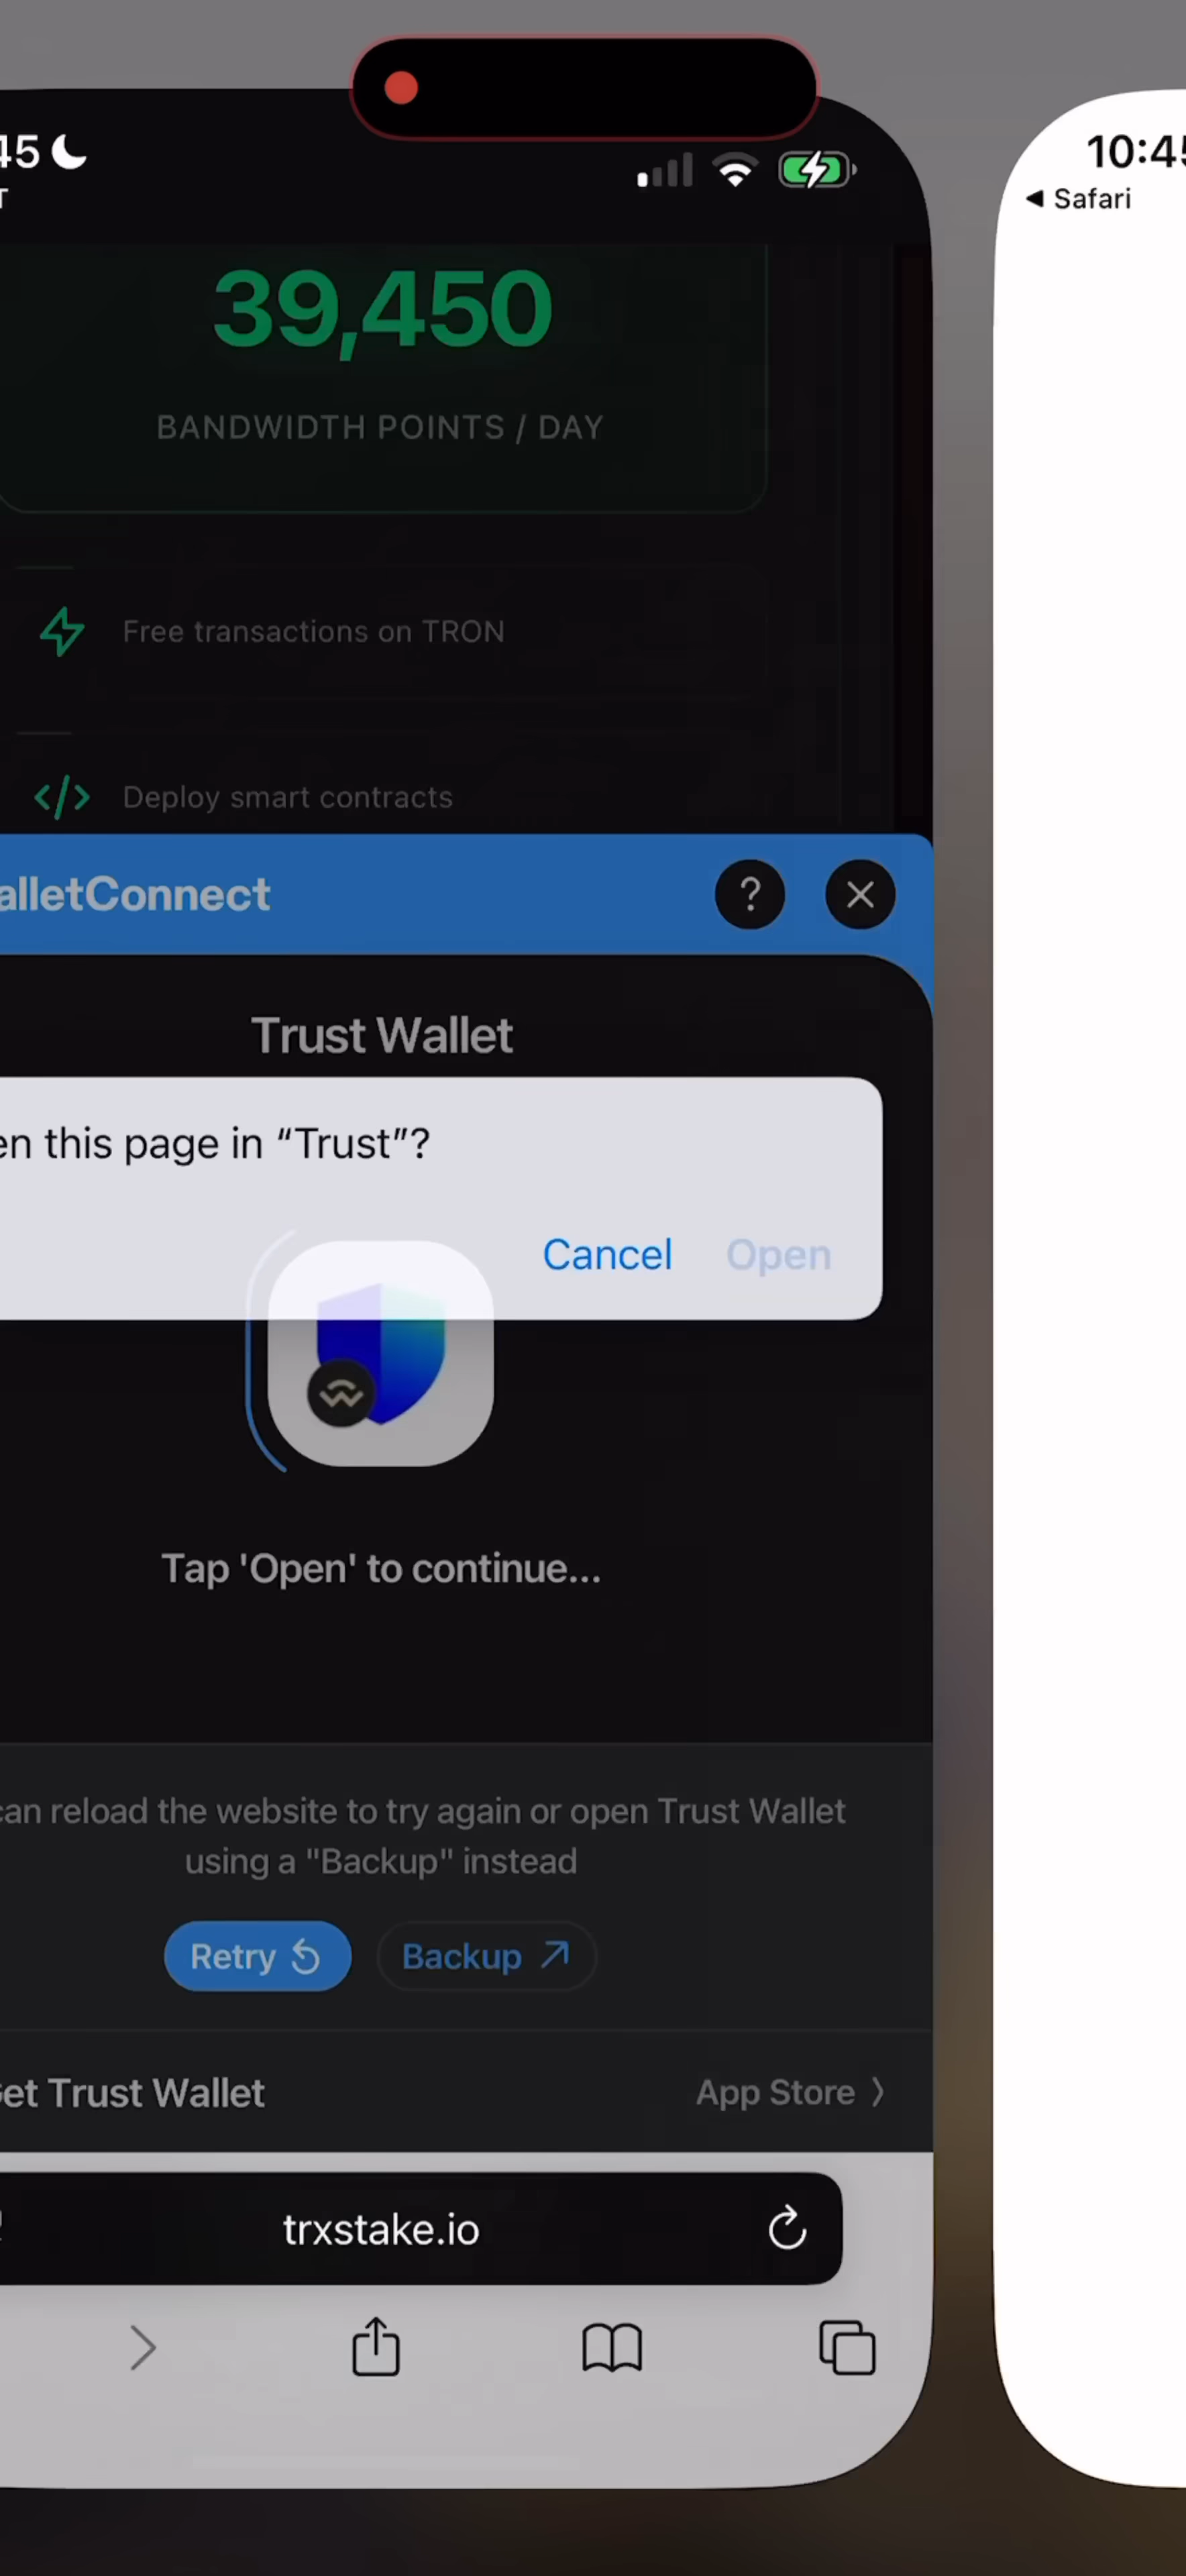 45
T
10:45
◀ Safari
39,450
BANDWIDTH POINTS / DAY
Free transactions on TRON
</> Deploy smart contracts
alletConnect
?
Trust Wallet
en this page in “Trust”?
Cancel Open
Tap 'Open' to continue...
can reload the website to try again or open Trust Wallet
using a "Backup" instead
Retry
Backup
et Trust Wallet
App Store
trxstake.io